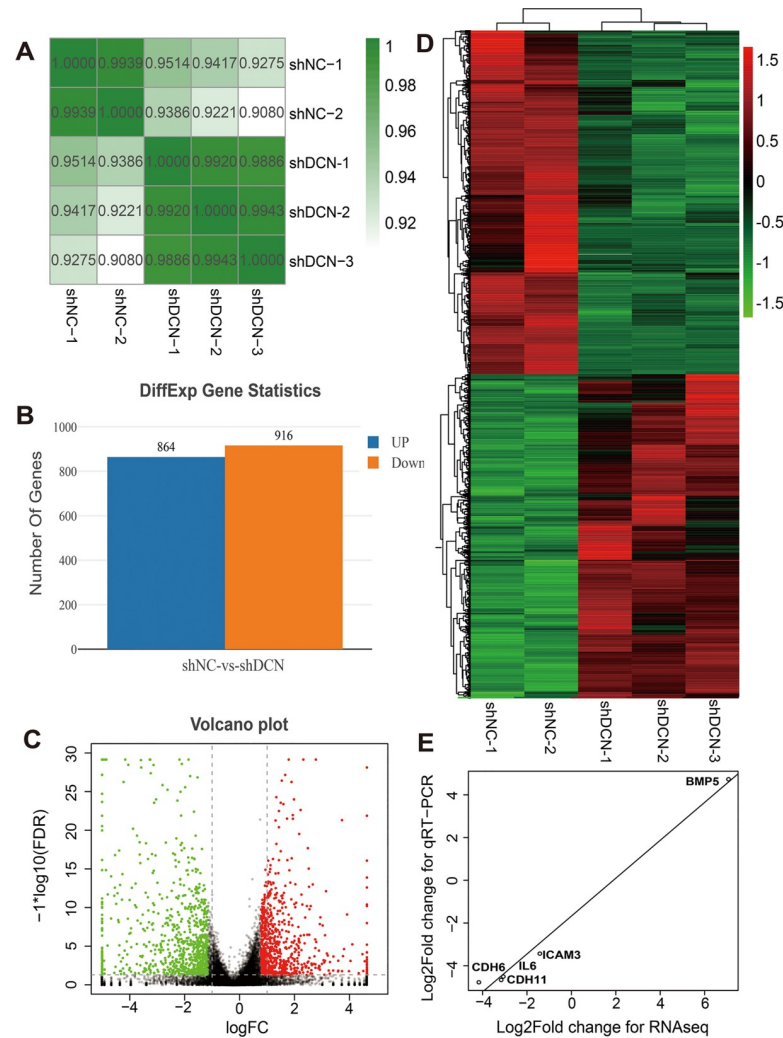 A
1.0000 0.9939 0.9514 0.9417 0.9275 shNC−1
0.9939 1.0000 0.9386 0.9221 0.9080 shNC−2
0.9514 0.9386 1.0000 0.9920 0.9886 shDCN−1
0.9417 0.9221 0.9920 1.0000 0.9943 shDCN−2
0.9275 0.9080 0.9886 0.9943 1.0000 shDCN−3
shNC−1 shNC−2 shDCN−1 shDCN−2 shDCN−3
1
0.98
0.96
0.94
0.92
B
DiffExp Gene Statistics
Number Of Genes
1000
800
600
400
200
0
864
916
UP
Down
shNC-vs-shDCN
C
Volcano plot
−1*log10(FDR)
30
25
20
15
10
5
0
−4 −2 0 2 4
logFC
D
1.5
1
0.5
0
-0.5
-1
-1.5
shNC−1 shNC−2 shDCN−1 shDCN−2 shDCN−3
E
Log2Fold change for qRT−PCR
4
2
0
−2
−4
BMP5
ICAM3
IL6
CDH6
CDH11
−4 −2 0 2 4 6
Log2Fold change for RNAseq